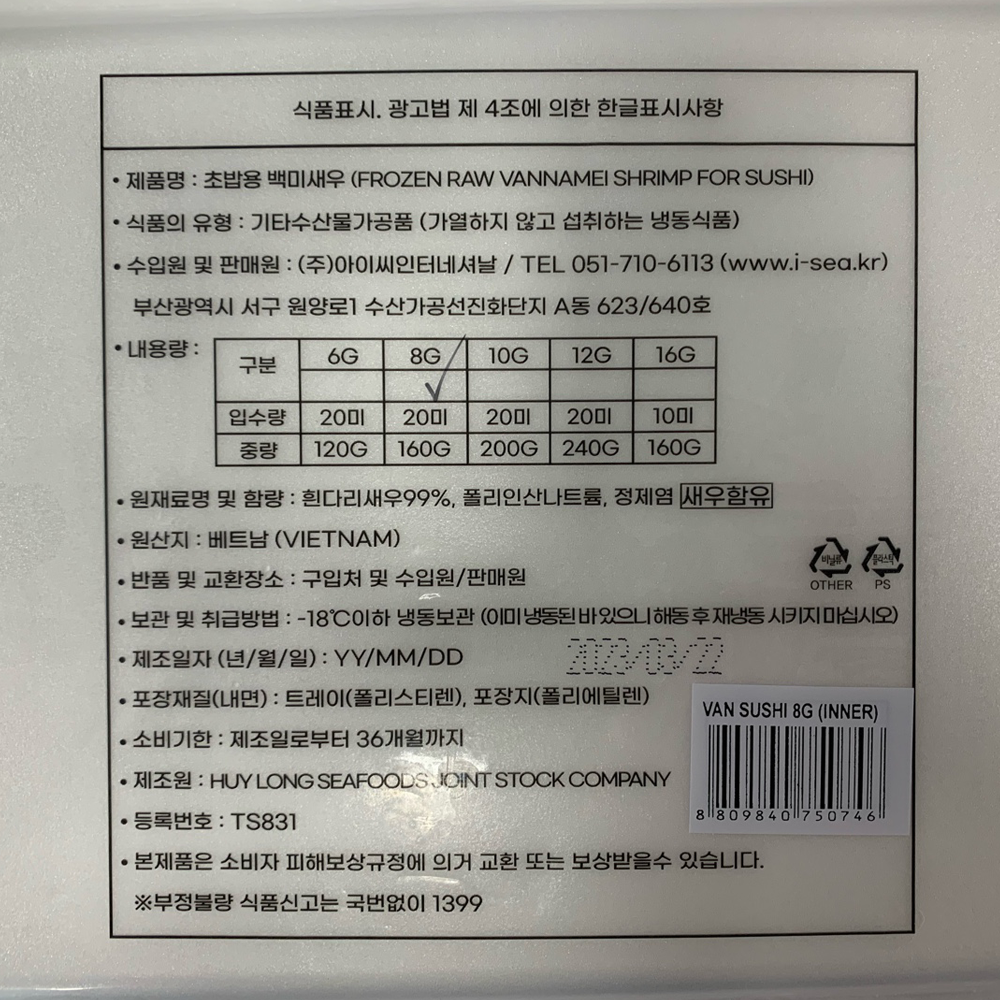 식품표시. 광고법 제 4조에 의한 한글표시사항
• 제품명 : 초밥용 백미새우 (FROZEN RAW VANNAMEI SHRIMP FOR SUSHI)
• 식품의 유형 : 기타수산물가공품 (가열하지 않고 섭취하는 냉동식품)
• 수입원 및 판매원 : (주)아이씨인터네셔날 / TEL 051-710-6113 (www.i-sea.kr)
부산광역시 서구 원양로1 수산가공선진화단지 A동 623/640호
• 내용량 :
구분 6G 8G 10G 12G 16G
입수량 20미 20미 20미 20미 10미
중량 120G 160G 200G 240G 160G
• 원재료명 및 함량 : 흰다리새우99%, 폴리인산나트륨, 정제염 새우함유
• 원산지 : 베트남 (VIETNAM)
비닐류 플라스틱
OTHER PS
• 반품 및 교환장소 : 구입처 및 수입원/판매원
• 보관 및 취급방법 : -18℃이하 냉동보관 (이미 냉동된 바 있으니 해동 후 재냉동 시키지 마십시오)
• 제조일자 (년/월/일) : YY/MM/DD 2023/03/22
• 포장재질(내면) : 트레이(폴리스티렌), 포장지(폴리에틸렌)
• 소비기한 : 제조일로부터 36개월까지
• 제조원 : HUY LONG SEAFOODS JOINT STOCK COMPANY
• 등록번호 : TS831
• 본제품은 소비자 피해보상규정에 의거 교환 또는 보상받을수 있습니다.
※부정불량 식품신고는 국번없이 1399
VAN SUSHI 8G (INNER)
8 809840 750746